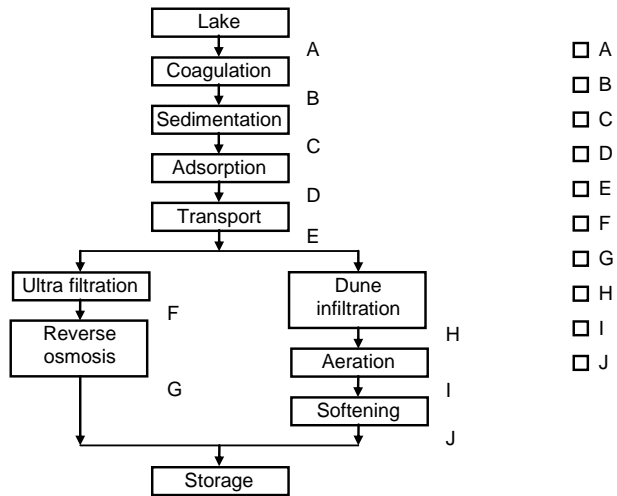 Lake
A
Coagulation
B
Sedimentation
C
Adsorption
D
Transport
E
Ultra filtration
F
Reverse
osmosis
G
Dune
infiltration
H
Aeration
I
Softening
J
Storage
A
B
C
D
E
F
G
H
I
J